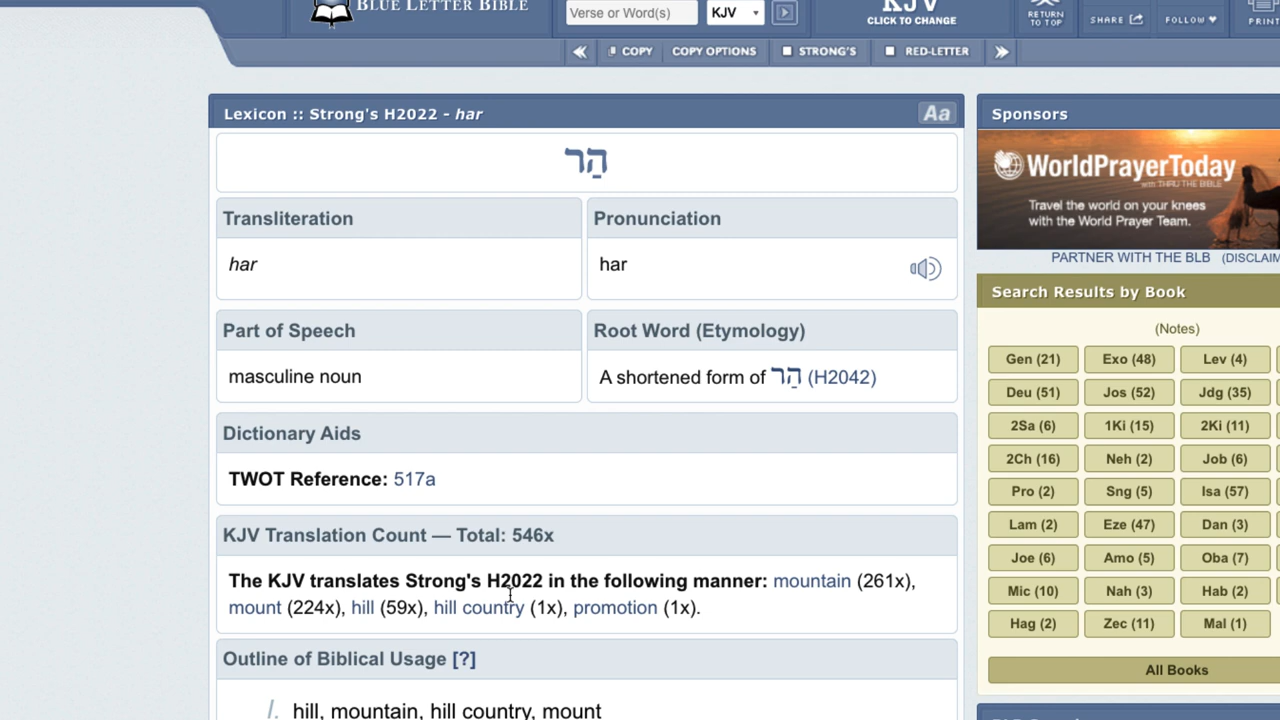 BLUE LETTER BIBLE
Verse or Word(s)
KJV
KJV
CLICK TO CHANGE
RETURN
TO TOP
SHARE
FOLLOW
PRINT
COPY
COPY OPTIONS
STRONG'S
RED-LETTER
Lexicon :: Strong's H2022 - har
Aa
הַר
Transliteration
Pronunciation
har
har
Part of Speech
Root Word (Etymology)
masculine noun
A shortened form of הַר (H2042)
Dictionary Aids
TWOT Reference: 517a
KJV Translation Count — Total: 546x
The KJV translates Strong's H2022 in the following manner: mountain (261x),
mount (224x), hill (59x), hill country (1x), promotion (1x).
Outline of Biblical Usage [?]
I. hill, mountain, hill country, mount
Sponsors
WorldPrayerToday
with THRU THE BIBLE
Travel the world on your knees
with the World Prayer Team.
PARTNER WITH THE BLB (DISCLAIM
Search Results by Book
(Notes)
Gen (21) Exo (48) Lev (4)
Deu (51) Jos (52) Jdg (35)
2Sa (6) 1Ki (15) 2Ki (11)
2Ch (16) Neh (2) Job (6)
Pro (2) Sng (5) Isa (57)
Lam (2) Eze (47) Dan (3)
Joe (6) Amo (5) Oba (7)
Mic (10) Nah (3) Hab (2)
Hag (2) Zec (11) Mal (1)
All Books